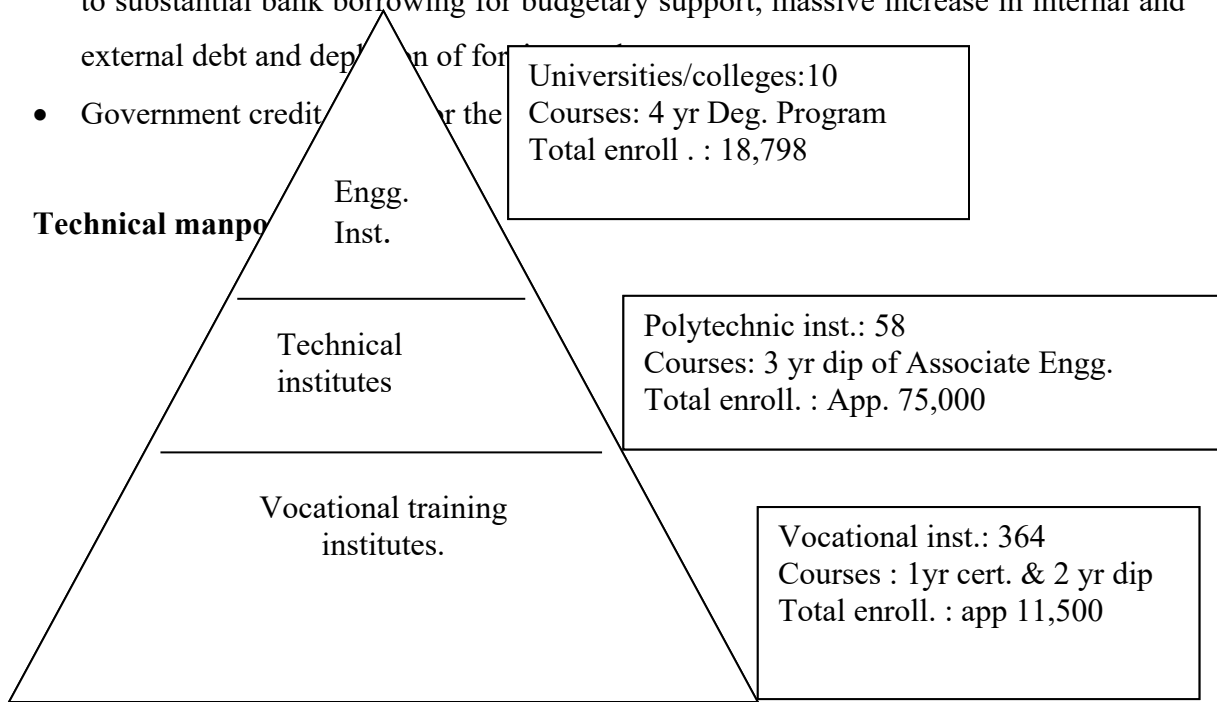 to substantial bank borrowing for budgetary support, massive increase in internal and
external debt and dep n of for
• Government credit or the
Technical manpo
Universities/colleges:10
Courses: 4 yr Deg. Program
Total enroll . : 18,798
Engg.
Inst.
Technical
institutes
Polytechnic inst.: 58
Courses: 3 yr dip of Associate Engg.
Total enroll. : App. 75,000
Vocational training
institutes.
Vocational inst.: 364
Courses : 1yr cert. & 2 yr dip
Total enroll. : app 11,500